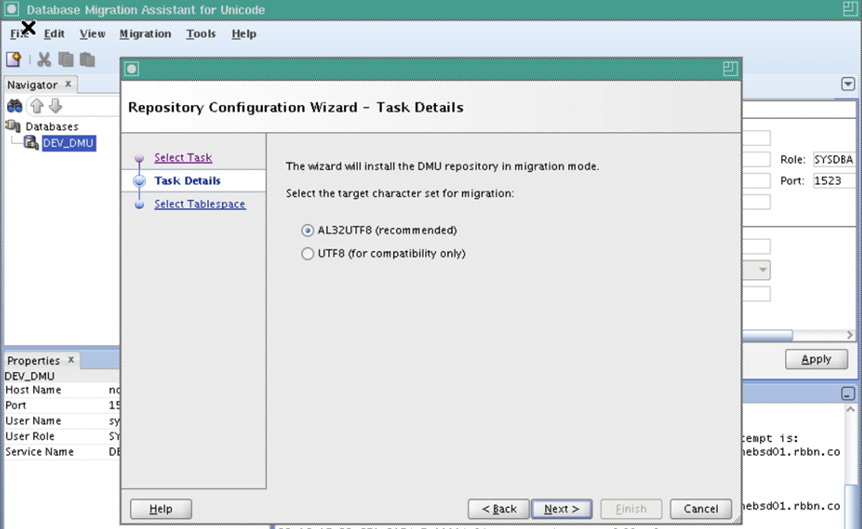 Database Migration Assistant for Unicode
File Edit View Migration Tools Help
Navigator x
Databases
DEV_DMU
Repository Configuration Wizard - Task Details
Select Task
Task Details
Select Tablespace
The wizard will install the DMU repository in migration mode.
Select the target character set for migration:
AL32UTF8 (recommended)
UTF8 (for compatibility only)
Role: SYSDBA
Port: 1523
Apply
Properties x
DEV_DMU
Host Name
Port 15
User Name sy
User Role SY
Service Name DE
tempt is:
nebsd01.rbbn.co
nebsd01.rbbn.co
Help
< Back Next > Finish Cancel